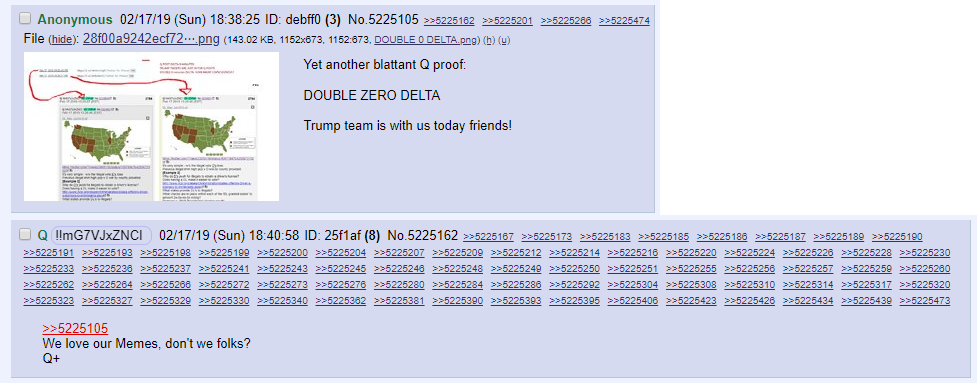 Anonymous 02/17/19 (Sun) 18:38:25 ID: debff0 (3) No.5225105 >>5225162 >>5225201 >>5225266 >>5225474
File (hide): 28f00a9242ecf72⋯.png (143.02 KB, 1152x673, 1152:673, DOUBLE 0 DELTA.png) (h) (u)
Yet another blattant Q proof:
DOUBLE ZERO DELTA
Trump team is with us today friends!
Q !!mG7VJxZNCI 02/17/19 (Sun) 18:40:58 ID: 25f1af (8) No.5225162 >>5225167 >>5225173 >>5225183 >>5225185 >>5225186 >>5225187 >>5225189 >>5225190
>>5225191 >>5225193 >>5225198 >>5225199 >>5225200 >>5225204 >>5225207 >>5225209 >>5225212 >>5225214 >>5225216 >>5225220 >>5225224 >>5225226 >>5225228 >>5225230
>>5225233 >>5225236 >>5225237 >>5225241 >>5225243 >>5225245 >>5225246 >>5225248 >>5225249 >>5225250 >>5225251 >>5225255 >>5225256 >>5225257 >>5225259 >>5225260
>>5225262 >>5225264 >>5225266 >>5225272 >>5225273 >>5225276 >>5225280 >>5225284 >>5225286 >>5225292 >>5225304 >>5225308 >>5225310 >>5225314 >>5225317 >>5225320
>>5225323 >>5225327 >>5225329 >>5225330 >>5225340 >>5225362 >>5225381 >>5225390 >>5225393 >>5225395 >>5225406 >>5225423 >>5225426 >>5225434 >>5225439 >>5225473
>>5225105
We love our Memes, don't we folks?
Q+